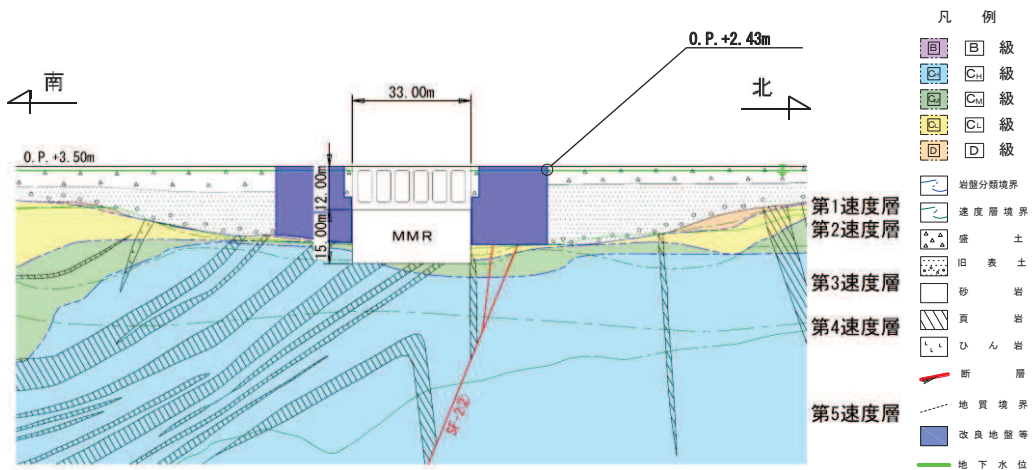 南
北
O.P.+2.43m
33.00m
O.P.+3.50m
12.00m
15.00m
MMR
SF-2②
第1速度層
第2速度層
第3速度層
第4速度層
第5速度層
凡 例
B B 級
CH CH 級
CM CM 級
CL CL 級
D D 級
岩盤分類境界
速度層境界
盛 土
旧 表 土
砂 岩
頁 岩
ひ ん 岩
断 層
地 質 境 界
改 良 地 盤 等
地 下 水 位